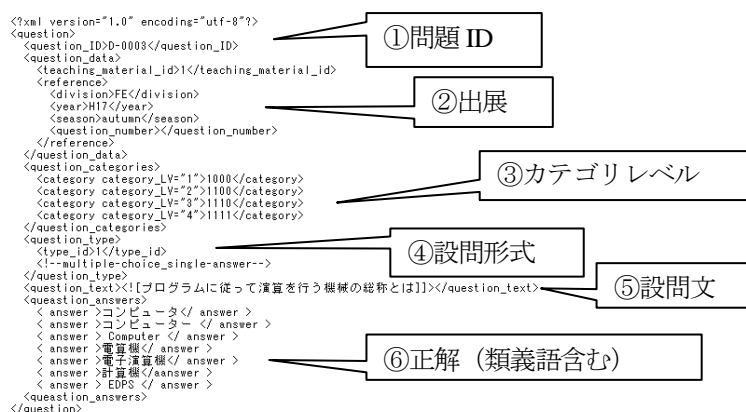 <?xml version="1.0" encoding="utf-8"?>
<question>
<question_ID>D-0003</question_ID>
①問題 ID
<question_data>
<teaching_material_id>1</teaching_material_id>
<reference>
<division>FE</division>
<year>H17</year>
②出展
<season>autumn</season>
<question_number></question_number>
</reference>
</question_data>
<question_categories>
<category category_LV="1">1000</category>
③カテゴリレベル
<category category_LV="2">1100</category>
<category category_LV="3">1110</category>
<category category_LV="4">1111</category>
</question_categories>
<question_type>
<type_id>1</type_id>
④設問形式
<!--multiple-choice_single-answer-->
</question_type>
<question_text><![プログラムに従って演算を行う機械の総称とは]]></question_text>
⑤設問文
<queastion_answers>
< answer >コンピュータ</ answer >
< answer >コンピューター </ answer >
< answer > Computer </ answer >
< answer >電算機</ answer >
< answer >電子演算機</ answer >
⑥正解（類義語含む）
< answer >計算機</aanswer >
< answer > EDPS </ answer >
<queastion_answers>
</question>